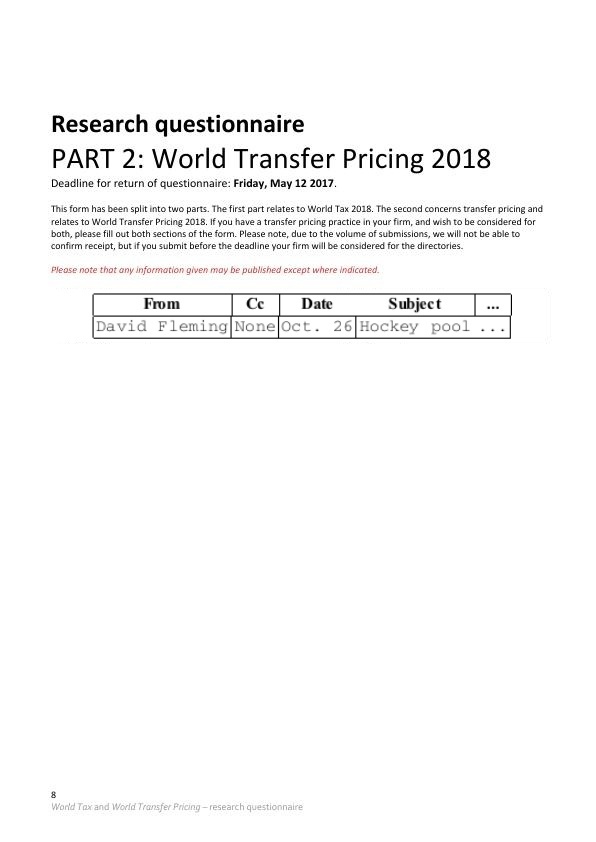 Research questionnaire
PART 2: World Transfer Pricing 2018
Deadline for return of questionnaire: Friday, May 12 2017.
This form has been split into two parts. The first part relates to World Tax 2018. The second concerns transfer pricing and
relates to World Transfer Pricing 2018. If you have a transfer pricing practice in your firm, and wish to be considered for
both, please fill out both sections of the form. Please note, due to the volume of submissions, we will not be able to
confirm receipt, but if you submit before the deadline your firm will be considered for the directories.
Please note that any information given may be published except where indicated.
From Cc Date Subject ...
David Fleming None Oct. 26 Hockey pool ...
8
World Tax and World Transfer Pricing – research questionnaire